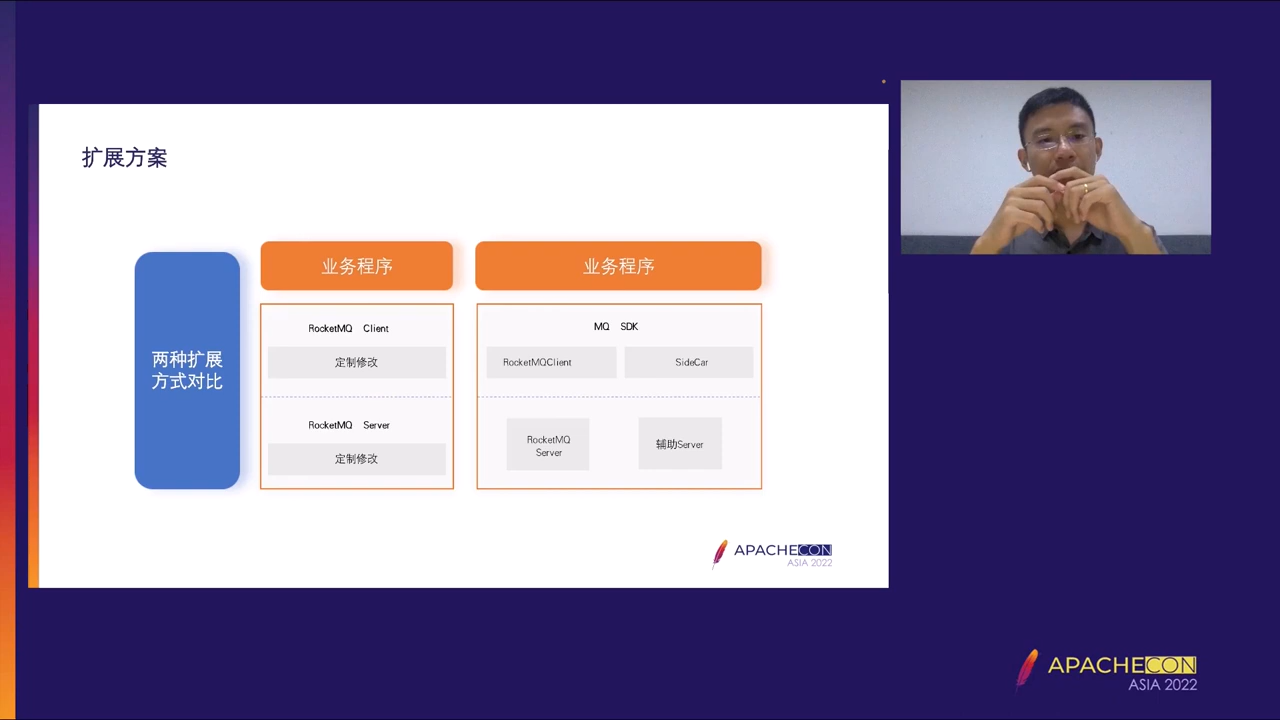 扩展方案
两种扩展
方式对比
业务程序
RocketMQ Client
定制修改
RocketMQ Server
定制修改
业务程序
MQ SDK
RocketMQClient
SideCar
RocketMQ
Server
辅助Server
APACHECON
ASIA 2022
APACHECON
ASIA 2022